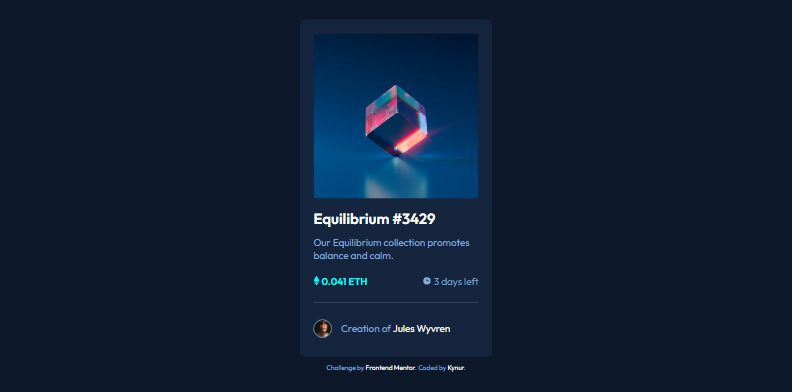 Equilibrium #3429
Our Equilibrium collection promotes
balance and calm.
0.041 ETH
3 days left
Creation of Jules Wyvren
Challenge by Frontend Mentor. Coded by Kynur.